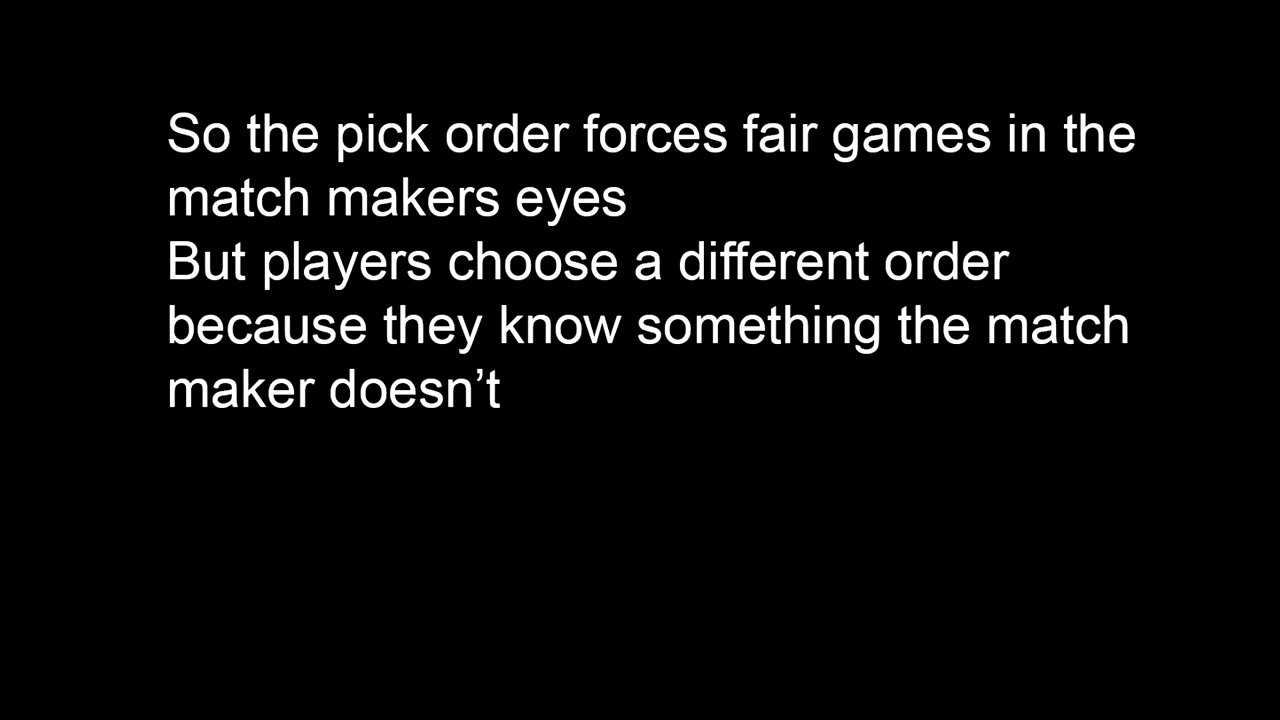 So the pick order forces fair games in the
match makers eyes
But players choose a different order
because they know something the match
maker doesn’t